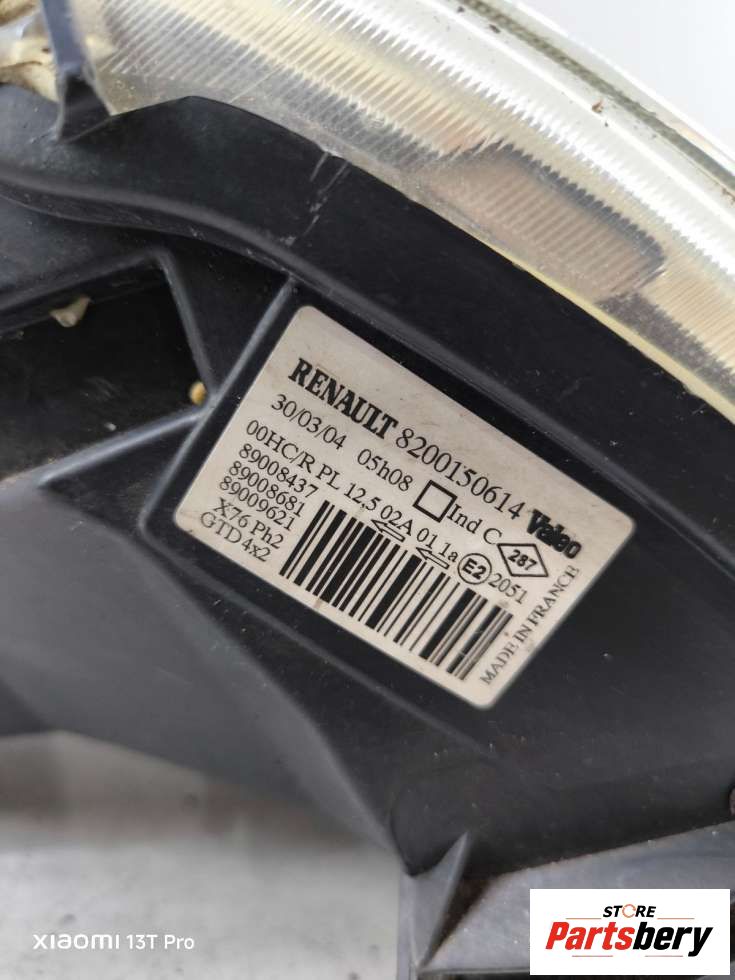 RENAULT 8200150614 Valeo
30/03/04 05h08 Ind C 287
00HC/R PL 12,5 02A 01 1a E2 2051
89008437
89008681
89009621
X76 Ph2
GTD 4x2
MADE IN FRANCE
XIAOMI 13T Pro
STORE
Partsbery